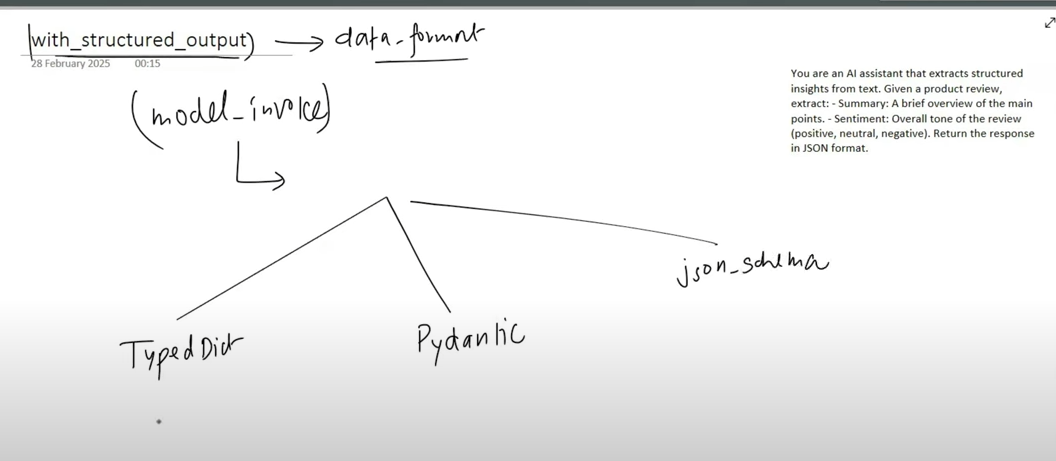 with_structured_output) → data_format
28 February 2025 00:15
(model_invoke)
You are an AI assistant that extracts structured
insights from text. Given a product review,
extract: - Summary: A brief overview of the main
points. - Sentiment: Overall tone of the review
(positive, neutral, negative). Return the response
in JSON format.
json_schema
TypedDict
Pydantic